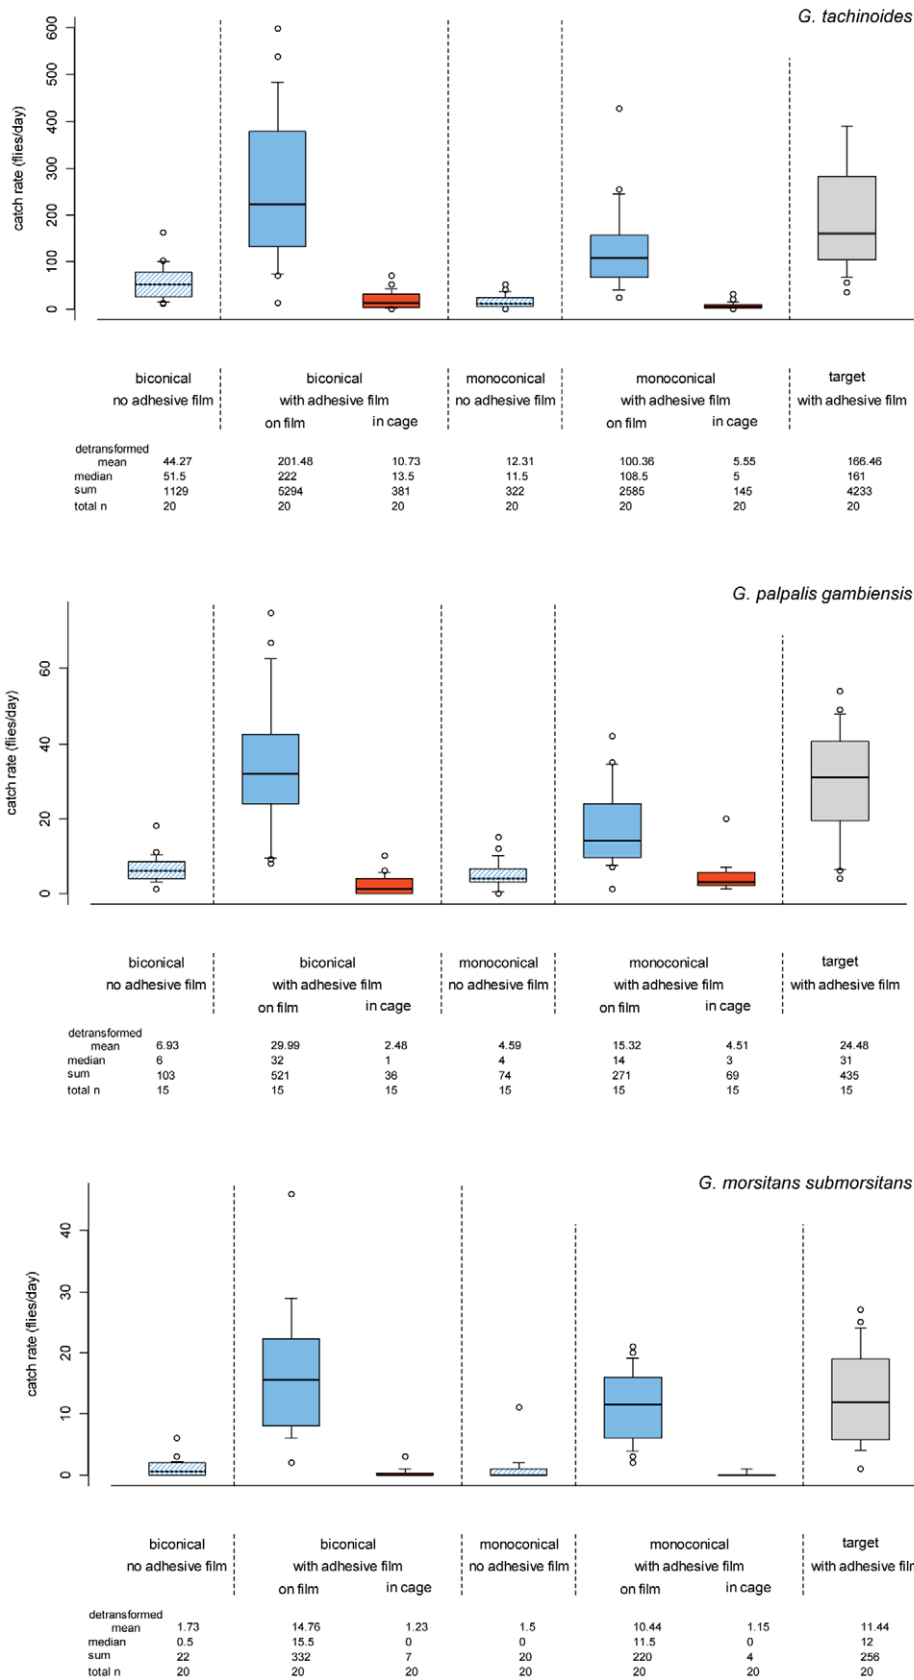 G. tachinoides
600
500
400
300
200
100
0
catch rate (flies/day)
biconical biconical monoconical monoconical target
no adhesive film with adhesive film no adhesive film with adhesive film with adhesive film
on film in cage on film in cage
detransformed
mean 44.27 201.48 10.73 12.31 100.36 5.55 166.46
median 51.5 222 13.5 11.5 108.5 5 161
sum 1129 5294 381 322 2585 145 4233
total n 20 20 20 20 20 20 20
G. palpalis gambiensis
60
40
20
0
catch rate (flies/day)
biconical biconical monoconical monoconical target
no adhesive film with adhesive film no adhesive film with adhesive film with adhesive film
on film in cage on film in cage
detransformed
mean 6.93 29.99 2.48 4.59 15.32 4.51 24.48
median 6 32 1 4 14 3 31
sum 103 521 36 74 271 69 435
total n 15 15 15 15 15 15 15
G. morsitans submorsitans
40
30
20
10
0
catch rate (flies/day)
biconical biconical monoconical monoconical target
no adhesive film with adhesive film no adhesive film with adhesive film with adhesive film
on film in cage on film in cage
detransformed
mean 1.73 14.76 1.23 1.5 10.44 1.15 11.44
median 0.5 15.5 0 0 11.5 0 12
sum 22 332 7 20 220 4 256
total n 20 20 20 20 20 20 20